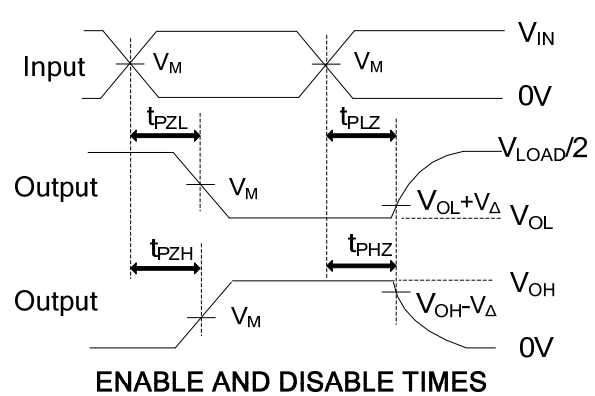 V_IN
Input V_M V_M
0V
t_PZL t_PLZ
V_LOAD/2
Output V_M V_OL+V_Δ V_OL
t_PZH t_PHZ
V_OH
Output V_M V_OH-V_Δ
0V
ENABLE AND DISABLE TIMES